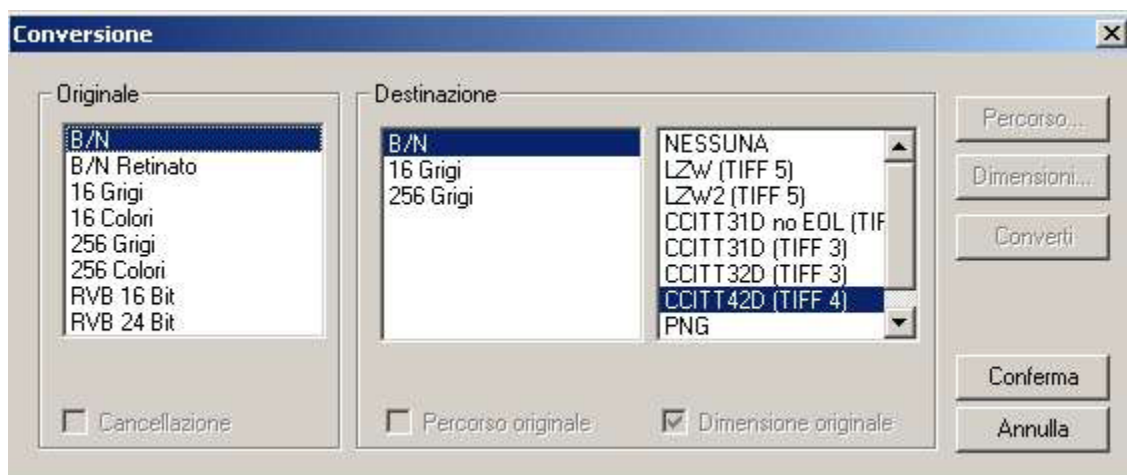 Conversione
Originale
B/N
B/N Retinato
16 Grigi
16 Colori
256 Grigi
256 Colori
RVB 16 Bit
RVB 24 Bit
Cancellazione
Destinazione
B/N
16 Grigi
256 Grigi
NESSUNA
LZW (TIFF 5)
LZW2 (TIFF 5)
CCITT31D no EOL (TIF
CCITT31D (TIFF 3)
CCITT32D (TIFF 3)
CCITT42D (TIFF 4)
PNG
Percorso originale
Dimensione originale
Percorso...
Dimensioni...
Converti
Conferma
Annulla